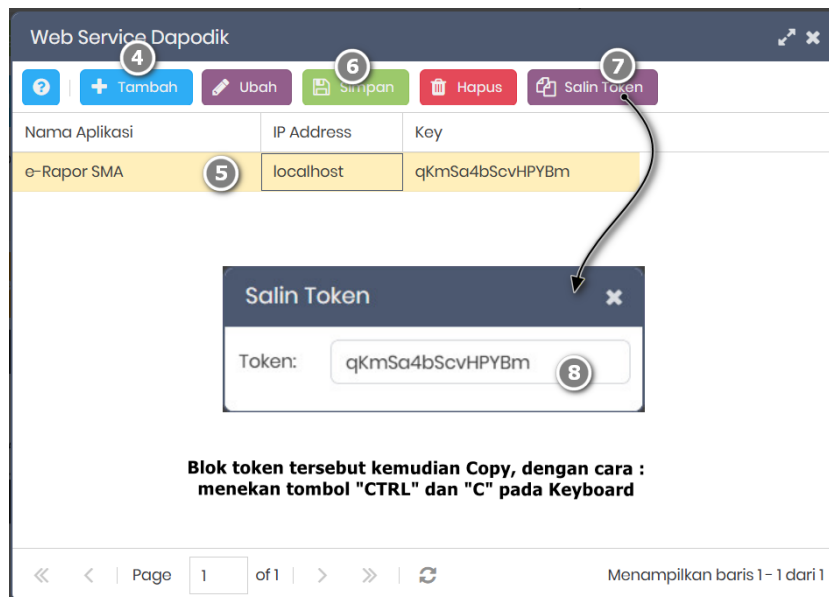 Web Service Dapodik
4
6
7
? Tambah Ubah Simpan Hapus Salin Token
Nama Aplikasi IP Address Key
e-Rapor SMA 5 localhost qKmSa4bScvHPYBm
Salin Token
Token: qKmSa4bScvHPYBm 8
Blok token tersebut kemudian Copy, dengan cara :
menekan tombol "CTRL" dan "C" pada Keyboard
Page 1 of 1 Menampilkan baris 1 - 1 dari 1